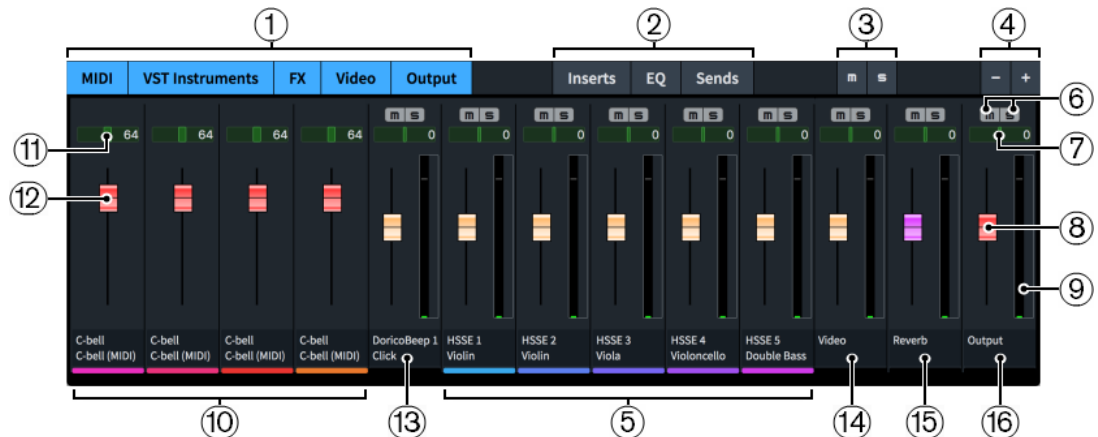 ① ② ③ ④
MIDI VST Instruments FX Video Output Inserts EQ Sends m s − +
m s m s m s m s m s m s m s m s m s ⑥
⑪ 64 64 64 64 0 0 0 0 0 0 0 0 0 ⑦
⑫
⑧
⑨
C-bell C-bell C-bell C-bell DoricoBeep 1 HSSE 1 HSSE 2 HSSE 3 HSSE 4 HSSE 5 Video Reverb Output
C-bell (MIDI) C-bell (MIDI) C-bell (MIDI) C-bell (MIDI) Click Violin Violin Viola Violoncello Double Bass
⑩ ⑬ ⑤ ⑭ ⑮ ⑯